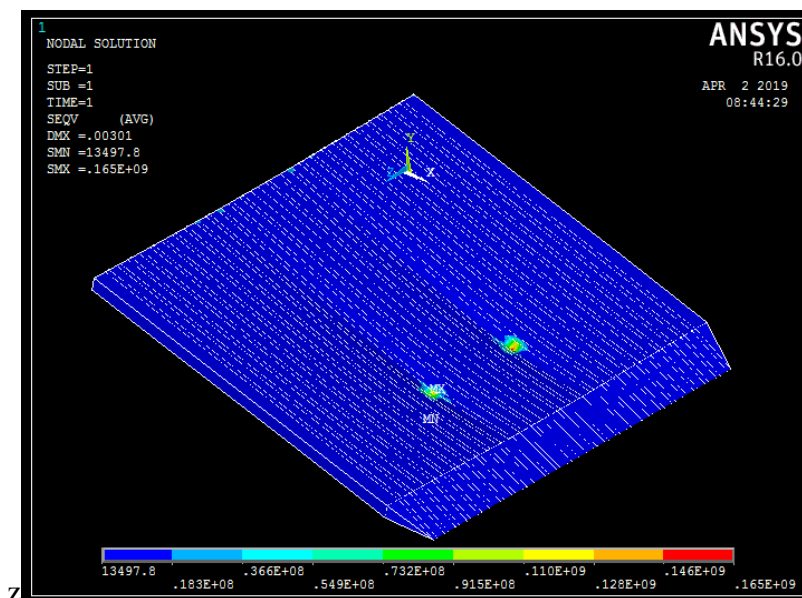 1
NODAL SOLUTION
STEP=1
SUB =1
TIME=1
SEQV (AVG)
DMX =.00301
SMN =13497.8
SMX =.165E+09
ANSYS
R16.0
APR 2 2019
08:44:29
Y
Z X
MX
MN
13497.8 .366E+08 .732E+08 .110E+09 .146E+09
.183E+08 .549E+08 .915E+08 .128E+09 .165E+09
Z